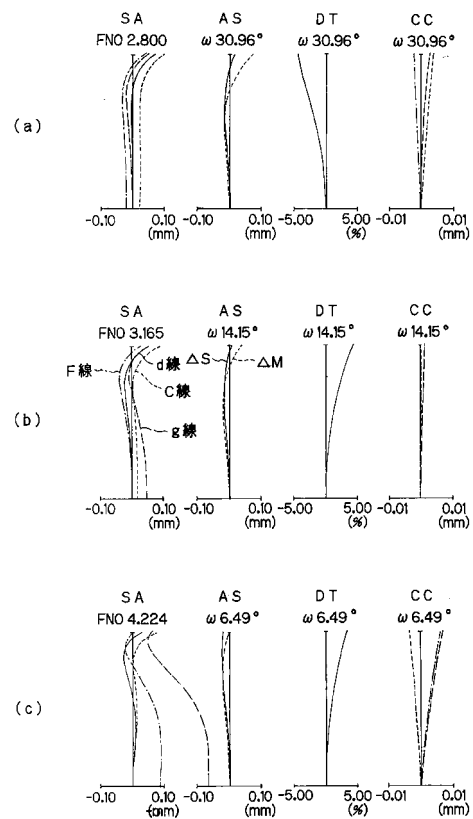 SA AS DT CC
FNO 2.800 ω 30.96° ω 30.96° ω 30.96°
(a)
-0.10 0.10 -0.10 0.10 -5.00 5.00 -0.01 0.01
(mm) (mm) (%) (mm)
SA AS DT CC
FNO 3.165 ω 14.15° ω 14.15° ω 14.15°
F線 d線 ΔS ΔM
C線
(b)
g線
-0.10 0.10 -0.10 0.10 -5.00 5.00 -0.01 0.01
(mm) (mm) (%) (mm)
SA AS DT CC
FNO 4.224 ω 6.49° ω 6.49° ω 6.49°
(c)
-0.10 0.10 -0.10 0.10 -5.00 5.00 -0.01 0.01
(mm) (%) (mm)